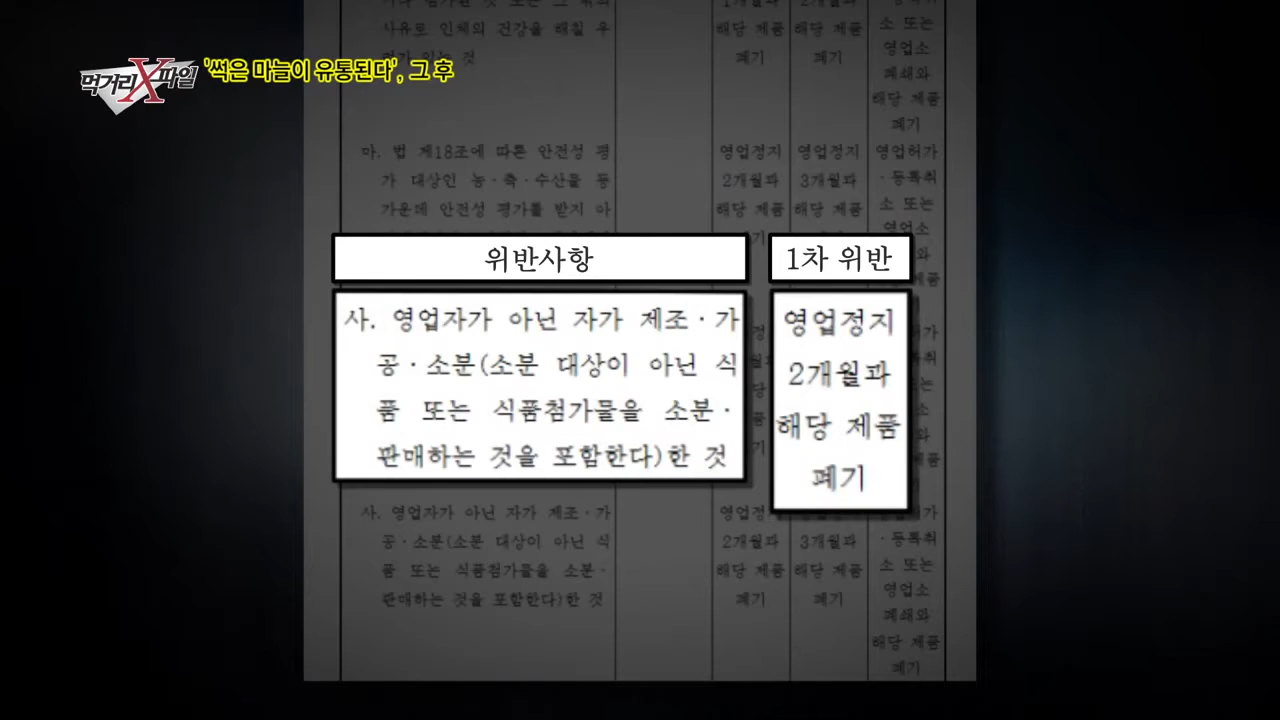 사유로 인체의 건강을 해칠 우
해당 제품
해당 제품
소 또는
폐기
폐기
영업소
폐쇄와
해당 제품
폐기
먹거리X파일
'썩은 마늘이 유통된다', 그 후
마. 법 제18조에 따른 안전성 평
영업정지
영업정지
영업허가
가 대상인 농·축·수산물 등
2개월과
3개월과
·등록취
가운데 안전성 평가를 받지 아
해당 제품
해당 제품
소 또는
영업소
위반사항
1차 위반
사. 영업자가 아닌 자가 제조·가
공·소분(소분 대상이 아닌 식
품 또는 식품첨가물을 소분·
판매하는 것을 포함한다)한 것
영업정지
2개월과
해당 제품
폐기
사. 영업자가 아닌 자가 제조·가
공·소분(소분 대상이 아닌 식
2개월과
3개월과
·등록취
품 또는 식품첨가물을 소분·
해당 제품
해당 제품
소 또는
판매하는 것을 포함한다)한 것
폐기
폐기
영업소
폐쇄와
해당 제품
폐기